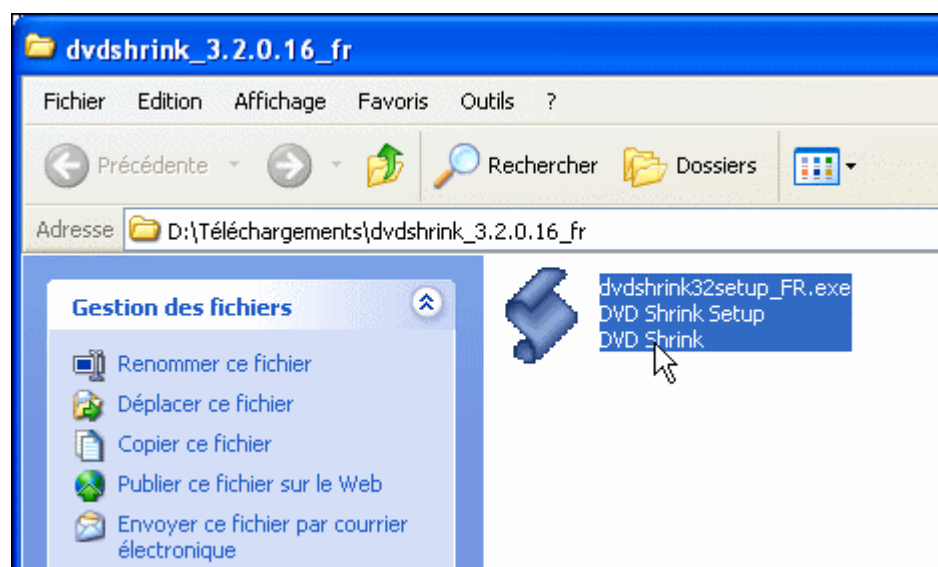 dvdshrink_3.2.0.16_fr
Fichier Edition Affichage Favoris Outils ?
Précédente Rechercher Dossiers
Adresse D:\Téléchargements\dvdshrink_3.2.0.16_fr
dvdshrink32setup_FR.exe
DVD Shrink Setup
DVD Shrink
Gestion des fichiers
Renommer ce fichier
Déplacer ce fichier
Copier ce fichier
Publier ce fichier sur le Web
Envoyer ce fichier par courrier
électronique